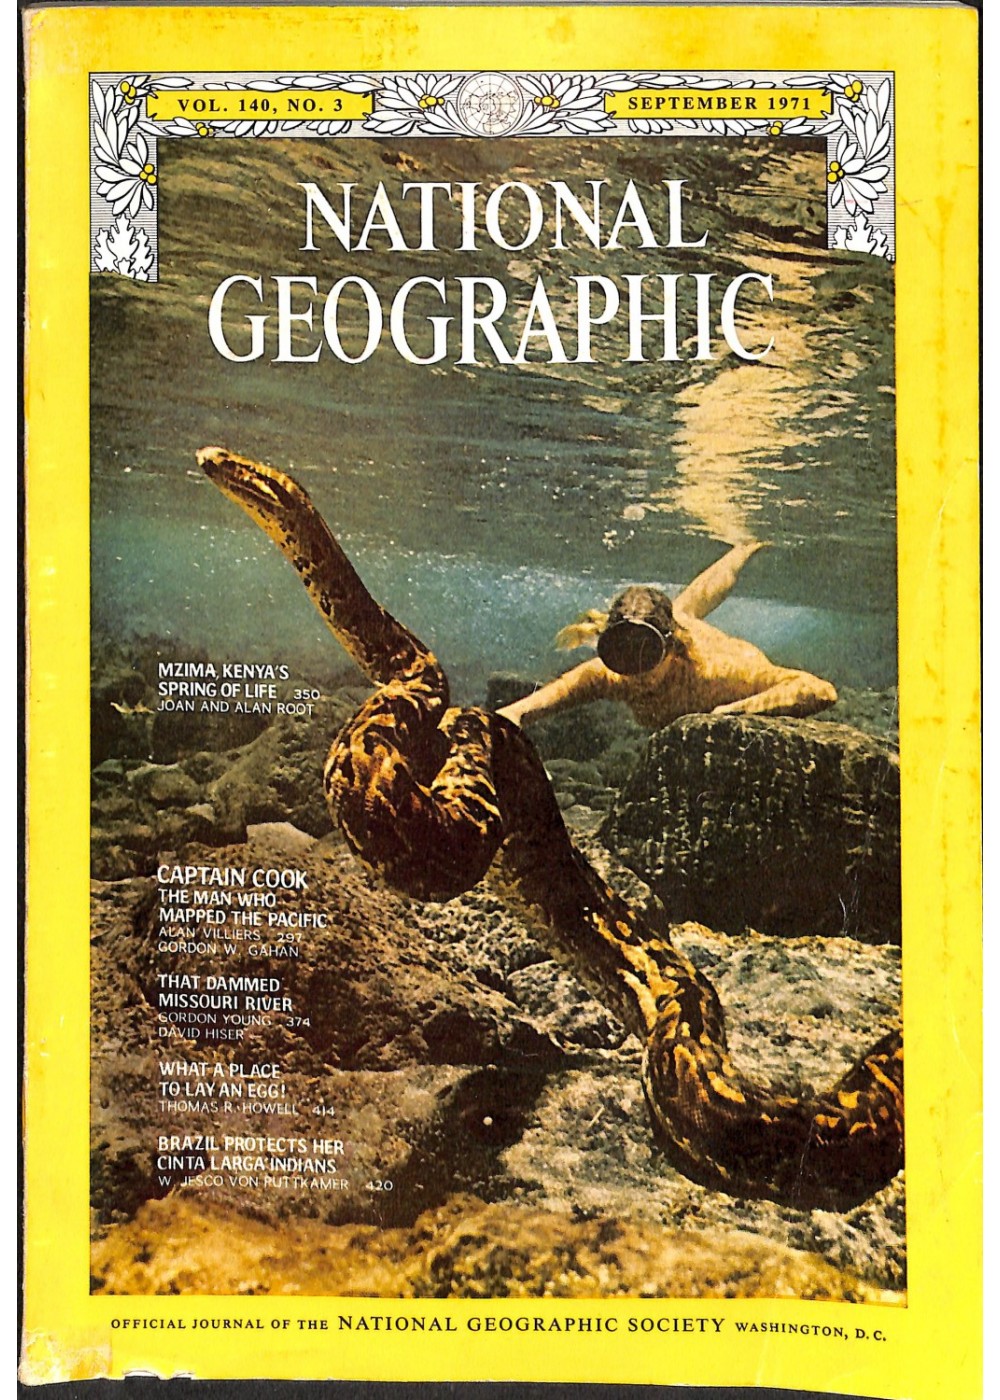 VOL. 140, NO. 3
SEPTEMBER 1971
NATIONAL
GEOGRAPHIC
MZIMA, KENYA'S
SPRING OF LIFE 350
JOAN AND ALAN ROOT
CAPTAIN COOK
THE MAN WHO
MAPPED THE PACIFIC
ALAN VILLIERS 297
GORDON W. GAHAN
THAT DAMMED
MISSOURI RIVER
GORDON YOUNG 374
DAVID HISER
WHAT A PLACE
TO LAY AN EGG!
THOMAS R. HOWELL 414
BRAZIL PROTECTS HER
CINTA LARGA INDIANS
W. JESCO VON PUTTKAMER 420
OFFICIAL JOURNAL OF THE NATIONAL GEOGRAPHIC SOCIETY WASHINGTON, D.C.